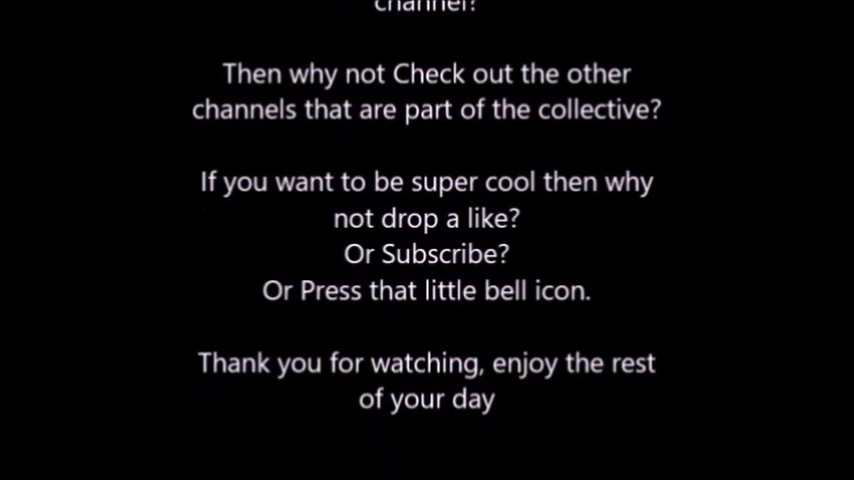 channel?
Then why not Check out the other
channels that are part of the collective?
If you want to be super cool then why
not drop a like?
Or Subscribe?
Or Press that little bell icon.
Thank you for watching, enjoy the rest
of your day